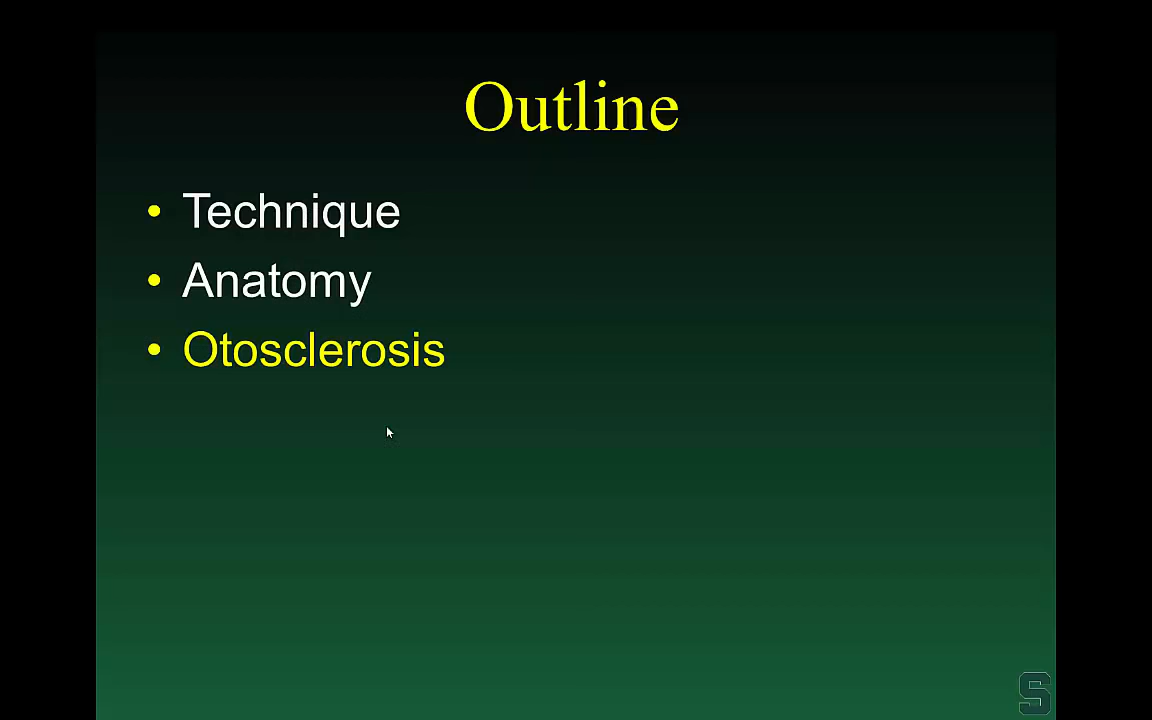 Outline
• Technique
• Anatomy
• Otosclerosis
S